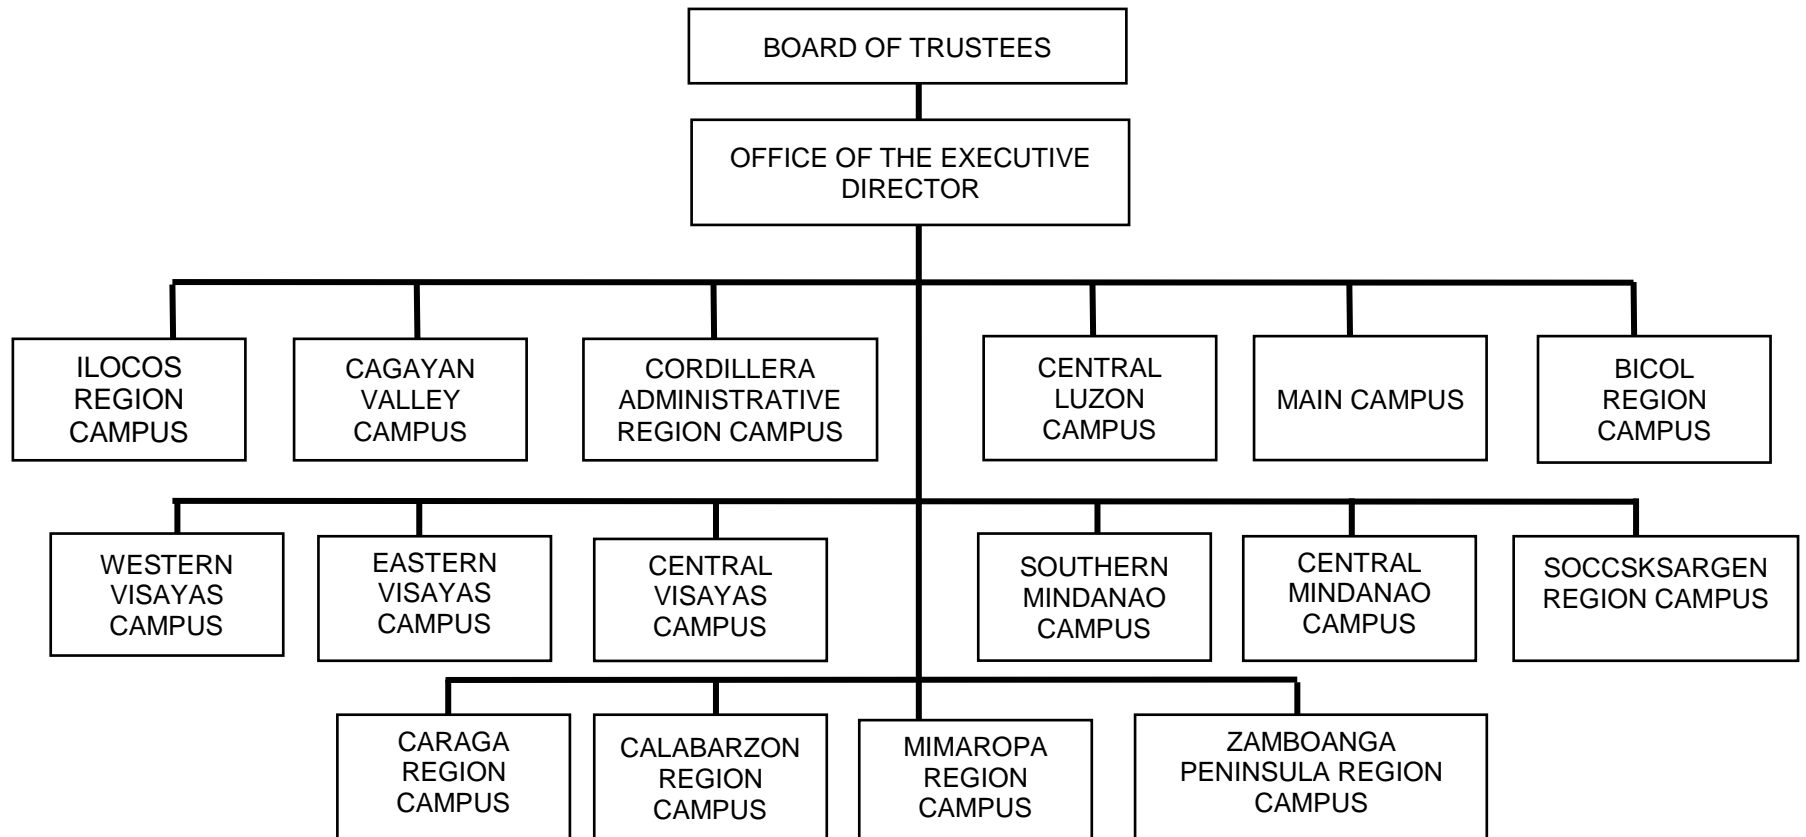 BOARD OF TRUSTEES
OFFICE OF THE EXECUTIVE
DIRECTOR
ILOCOS
REGION
CAMPUS
CAGAYAN
VALLEY
CAMPUS
CORDILLERA
ADMINISTRATIVE
REGION CAMPUS
CENTRAL
LUZON
CAMPUS
MAIN CAMPUS
BICOL
REGION
CAMPUS
WESTERN
VISAYAS
CAMPUS
EASTERN
VISAYAS
CAMPUS
CENTRAL
VISAYAS
CAMPUS
SOUTHERN
MINDANAO
CAMPUS
CENTRAL
MINDANAO
CAMPUS
SOCCSKSARGEN
REGION CAMPUS
CARAGA
REGION
CAMPUS
CALABARZON
REGION
CAMPUS
MIMAROPA
REGION
CAMPUS
ZAMBOANGA
PENINSULA REGION
CAMPUS